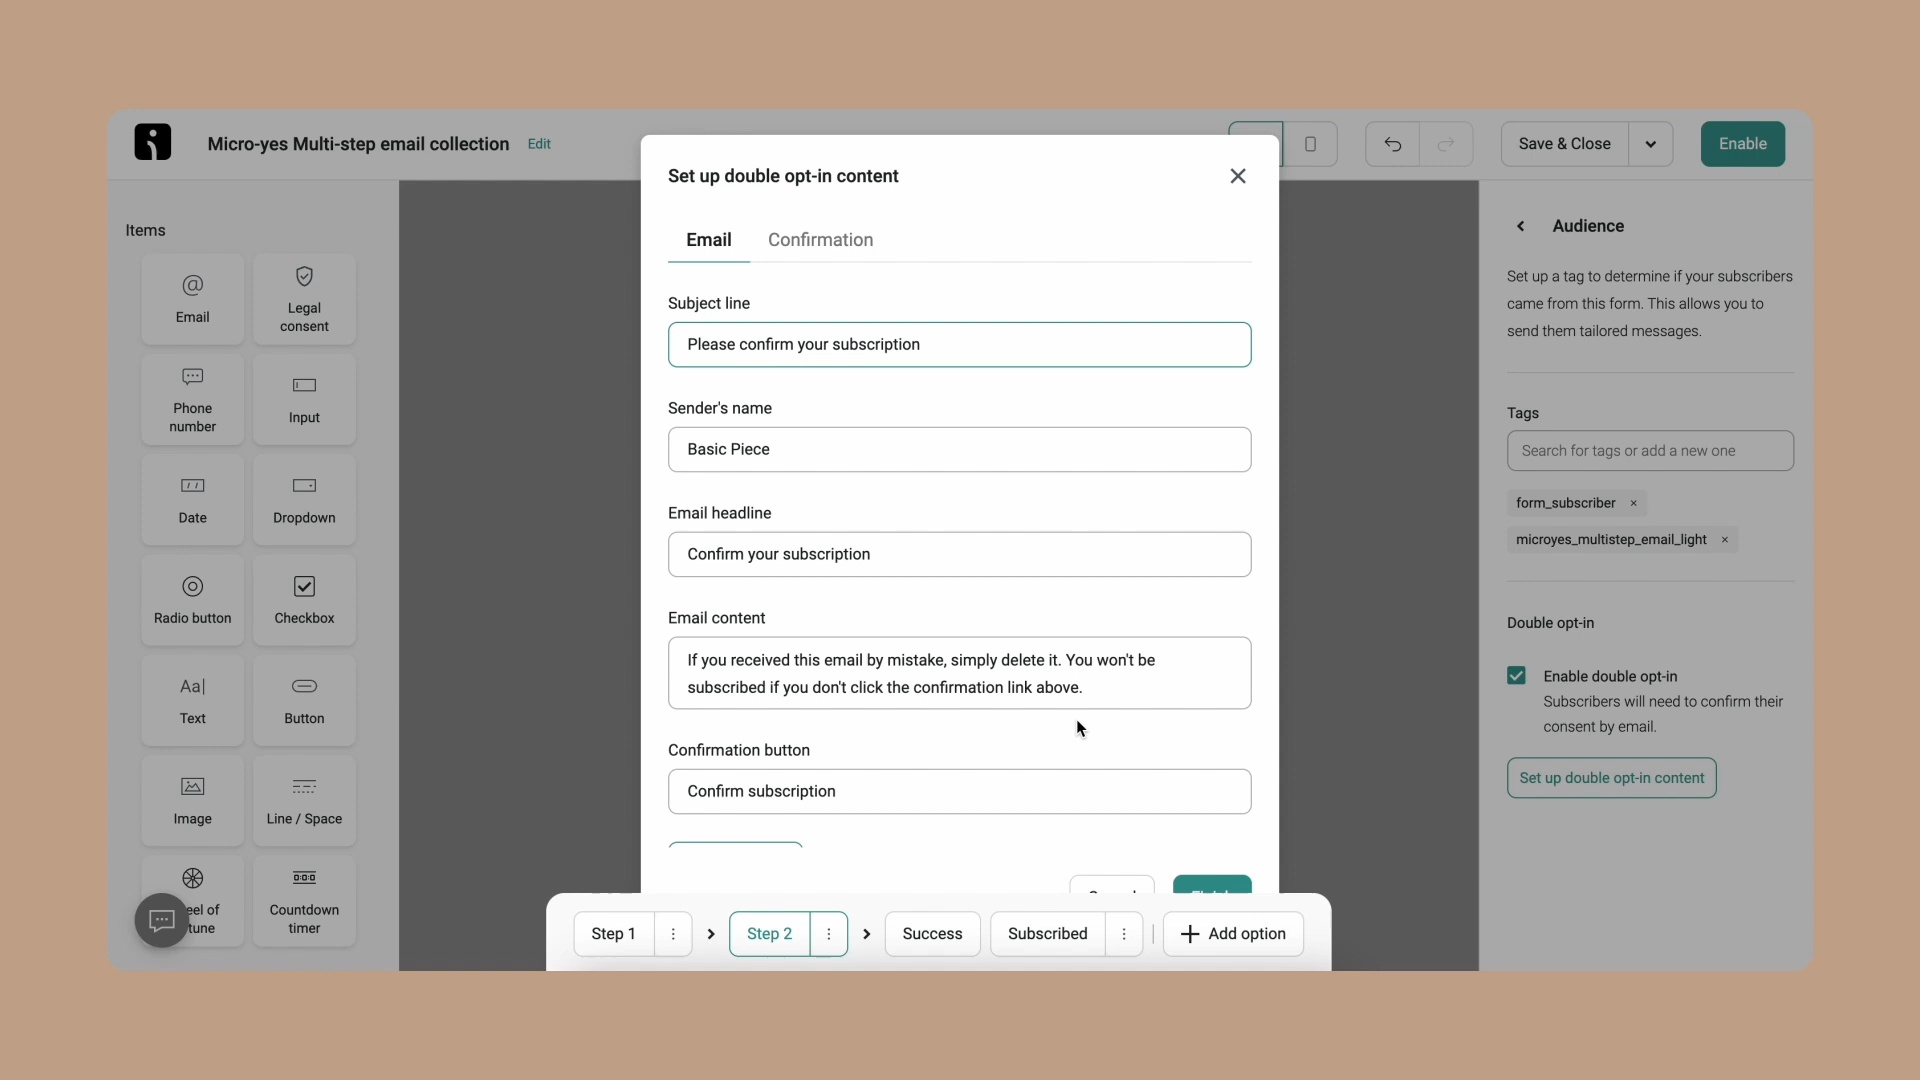 Micro-yes Multi-step email collection
Edit
Save & Close
Enable
Items
@
Email
Legal
consent
Phone
number
Input
Date
Dropdown
Radio button
Checkbox
Aa
Text
Button
Image
Line / Space
eel of
tune
Countdown
timer
Set up double opt-in content
Email
Confirmation
Subject line
Please confirm your subscription
Sender's name
Basic Piece
Email headline
Confirm your subscription
Email content
If you received this email by mistake, simply delete it. You won't be
subscribed if you don't click the confirmation link above.
Confirmation button
Confirm subscription
Step 1
Step 2
Success
Subscribed
Add option
Audience
Set up a tag to determine if your subscribers
came from this form. This allows you to
send them tailored messages.
Tags
Search for tags or add a new one
form_subscriber
microyes_multistep_email_light
Double opt-in
Enable double opt-in
Subscribers will need to confirm their
consent by email.
Set up double opt-in content